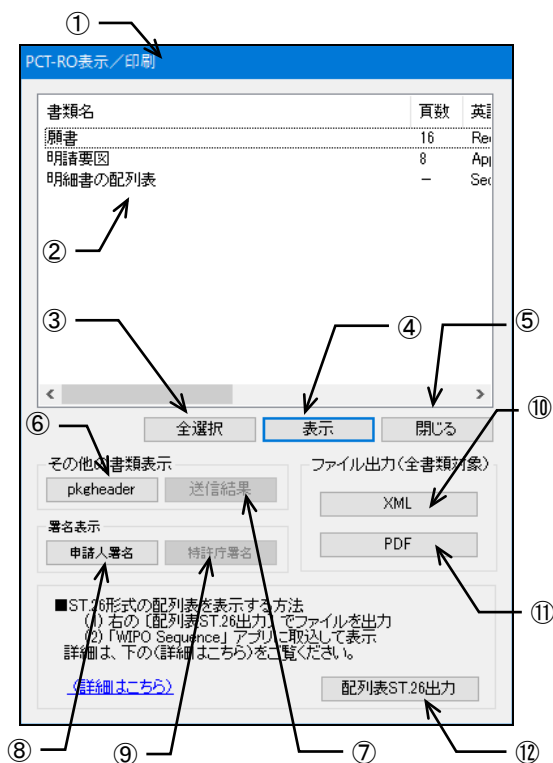 ①
PCT-RO表示／印刷
書類名 頁数 英語
願書 16 Re
明請要図 8 App
明細書の配列表 － Sec
②
③
④
⑤
全選択 表示 閉じる
⑥
⑩
その他の書類表示
pkgheader 送信結果
ファイル出力(全書類対象)
XML
署名表示
申請人署名 特許庁署名
PDF
⑪
■ST.26形式の配列表を表示する方法
(1) 右の〔配列表ST.26出力〕でファイルを出力
(2)「WIPO Sequence」アプリに取込して表示
詳細は、下の(詳細はこちら)をご覧ください。
(詳細はこちら) 配列表ST.26出力
⑧
⑨
⑦
⑫